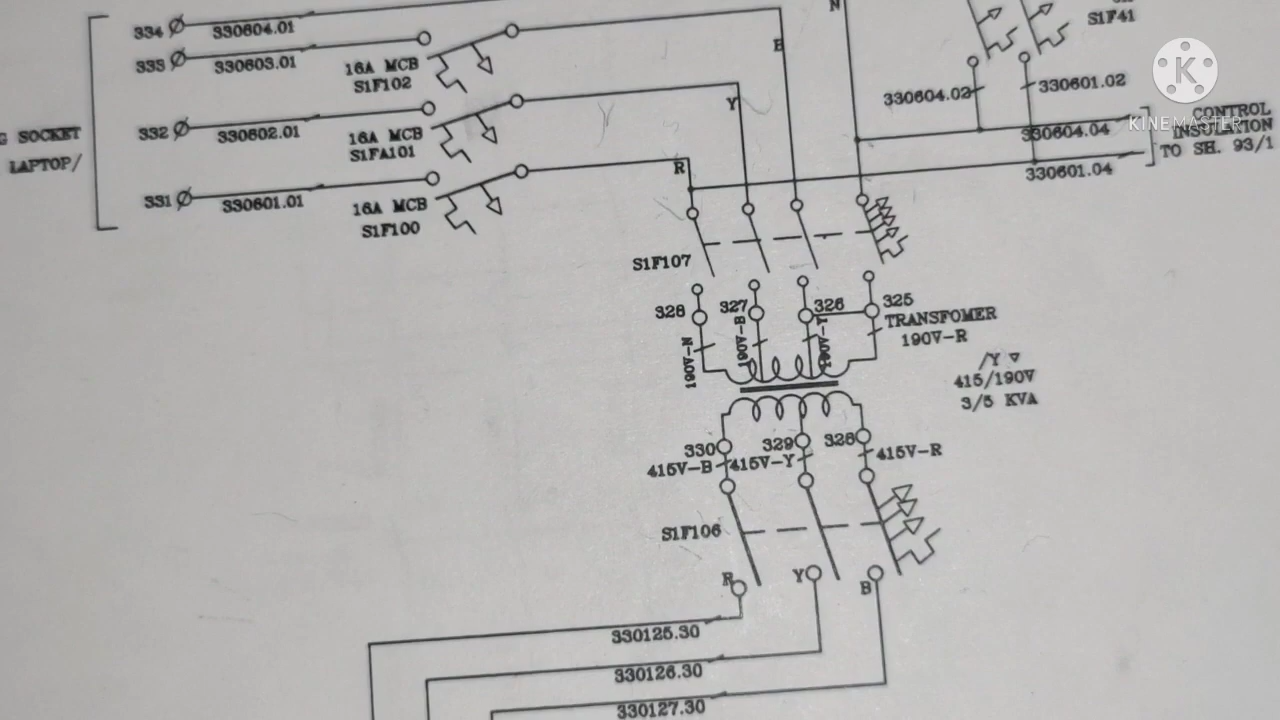 334
330604.01
333
330603.01
16A MCB
S1F102
332
330602.01
16A MCB
S1FA101
331
330601.01
16A MCB
S1F100
G SOCKET
LAPTOP/
N
B
Y
R
S1F41
330604.02
330601.02
330604.04
330601.04
CONTROL
INSULATION
TO SH. 93/1
K
KINEMASTER
S1F107
328
327
326
325
TRANSFOMER
190V-R
190V-N
190V-B
190V-Y
/Y ▽
415/190V
3/5 KVA
330
329
328
415V-B
415V-Y
415V-R
S1F106
R
Y
B
330125.30
330126.30
330127.30